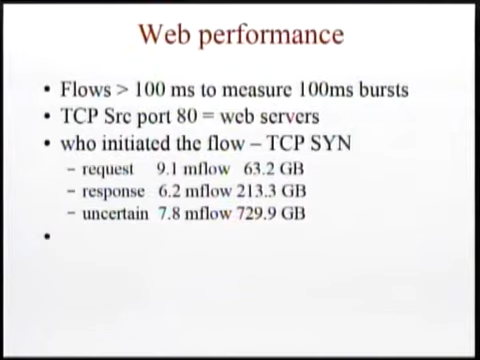 Web performance
• Flows > 100 ms to measure 100ms bursts
• TCP Src port 80 = web servers
• who initiated the flow – TCP SYN
– request 9.1 mflow 63.2 GB
– response 6.2 mflow 213.3 GB
– uncertain 7.8 mflow 729.9 GB
•